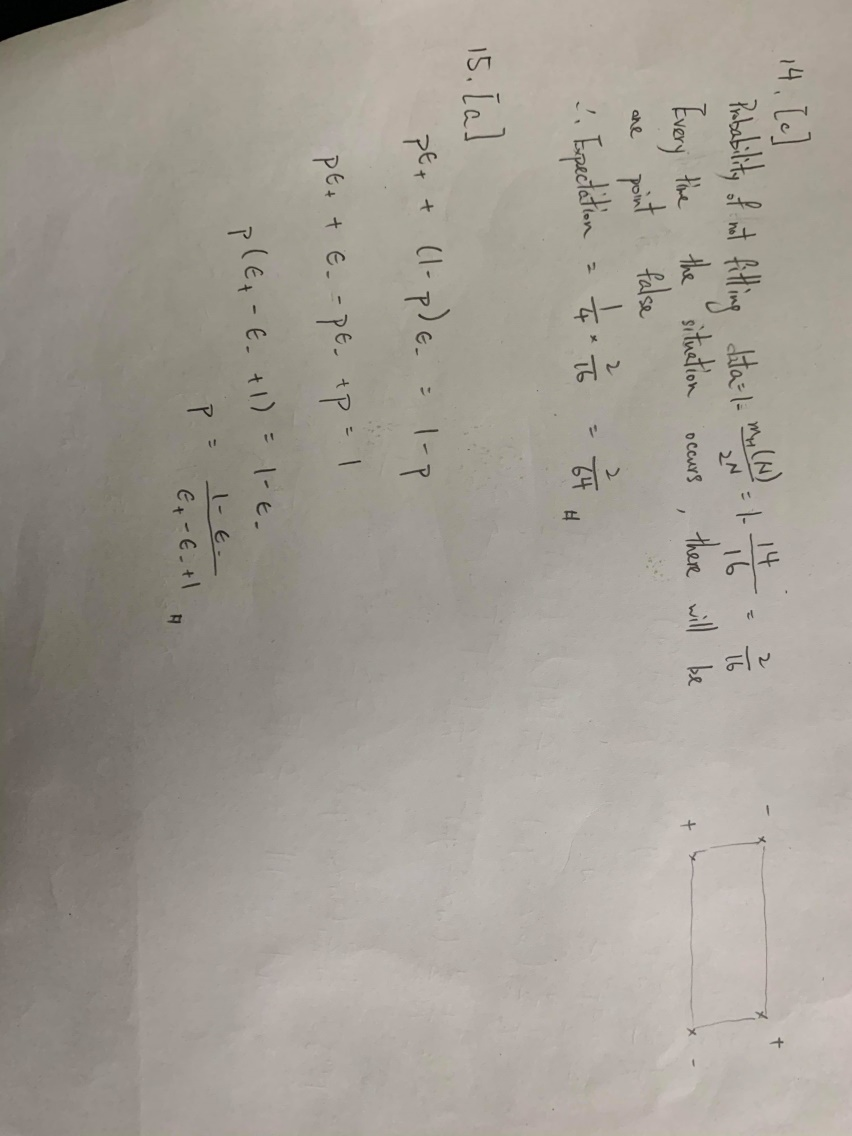 14. [c]
Probability of not fitting data = 1 - m_H(N)/2^N = 1 - 14/16 = 2/16
Every time the situation occurs, there will be
one point false
∴ Expectation = 1/4 × 2/16 = 2/64 #
- +
+ -
15. [a]
pϵ₊ + (1-p)ϵ₋ = 1-p
pϵ₊ + ϵ₋ - pϵ₋ + p = 1
p(ϵ₊ - ϵ₋ + 1) = 1 - ϵ₋
p = (1 - ϵ₋)/(ϵ₊ - ϵ₋ + 1) #